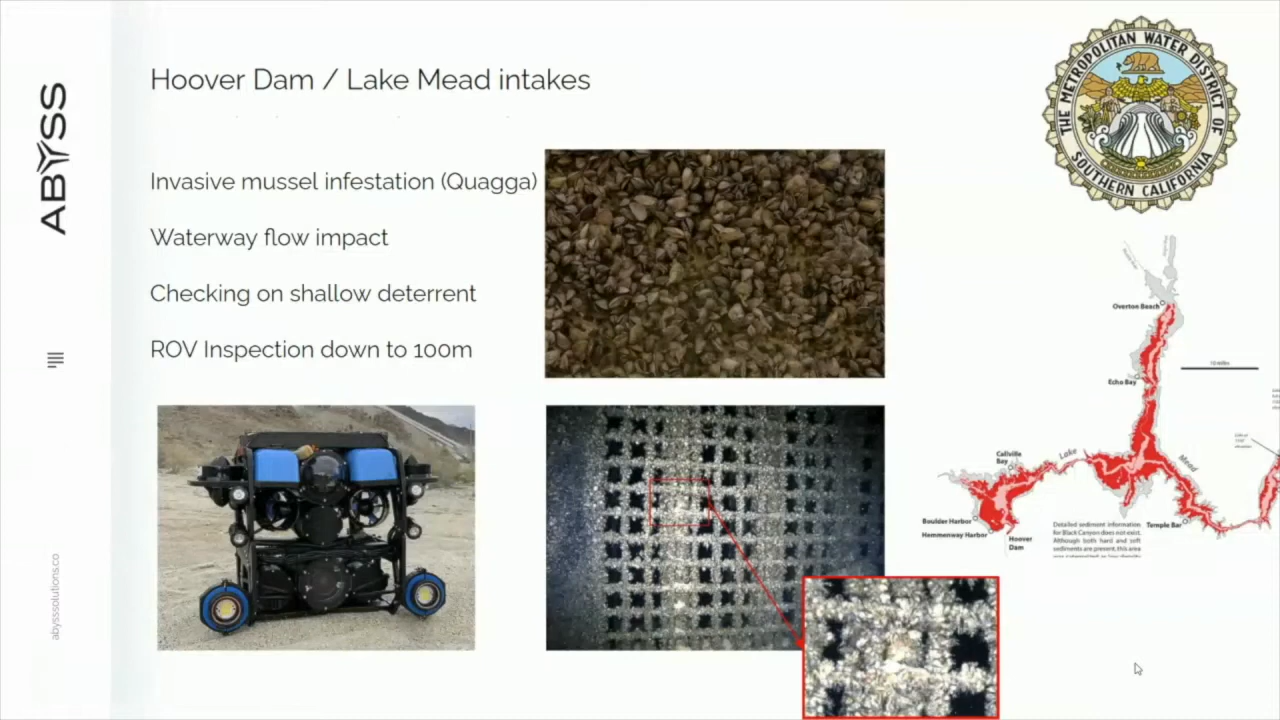 ABYSS
abysssolutions.co
Hoover Dam / Lake Mead intakes
Invasive mussel infestation (Quagga)
Waterway flow impact
Checking on shallow deterrent
ROV Inspection down to 100m
THE METROPOLITAN WATER DISTRICT OF
SOUTHERN CALIFORNIA
Overton Beach
10 miles
Echo Bay
Callville
Bay
Lake
Mead
Boulder Harbor
Hemmenway Harbor
Hoover
Dam
Temple Bar
Detailed sediment information
for Black Canyon does not exist.
Although both hard and soft
sediments are present, this area